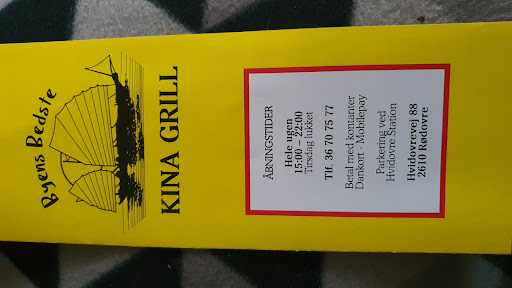 Byens Bedste
KINA GRILL
ÅBNINGSTIDER
Hele ugen
15:00 – 22:00
Tirsdag lukket
Tlf. 36 70 75 77
Betal med kontanter
Dankort - Mobilepay
Parkering ved
Hvidovre Station
Hvidovrevej 88
2610 Rødovre